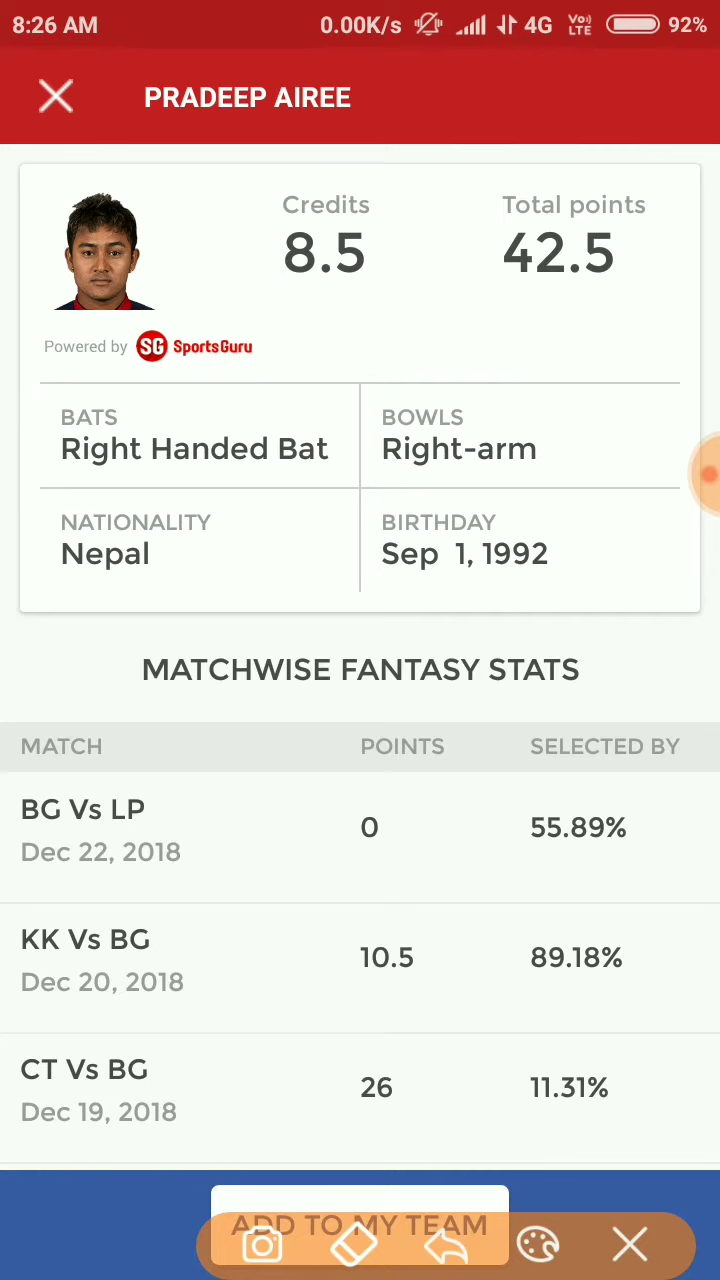 8:26 AM 0.00K/s 4G VoLTE 92%
PRADEEP AIREE
Credits Total points
8.5 42.5
Powered by SG SportsGuru
BATS BOWLS
Right Handed Bat Right-arm
NATIONALITY BIRTHDAY
Nepal Sep 1, 1992
MATCHWISE FANTASY STATS
MATCH POINTS SELECTED BY
BG Vs LP 0 55.89%
Dec 22, 2018
KK Vs BG 10.5 89.18%
Dec 20, 2018
CT Vs BG 26 11.31%
Dec 19, 2018
ADD TO MY TEAM